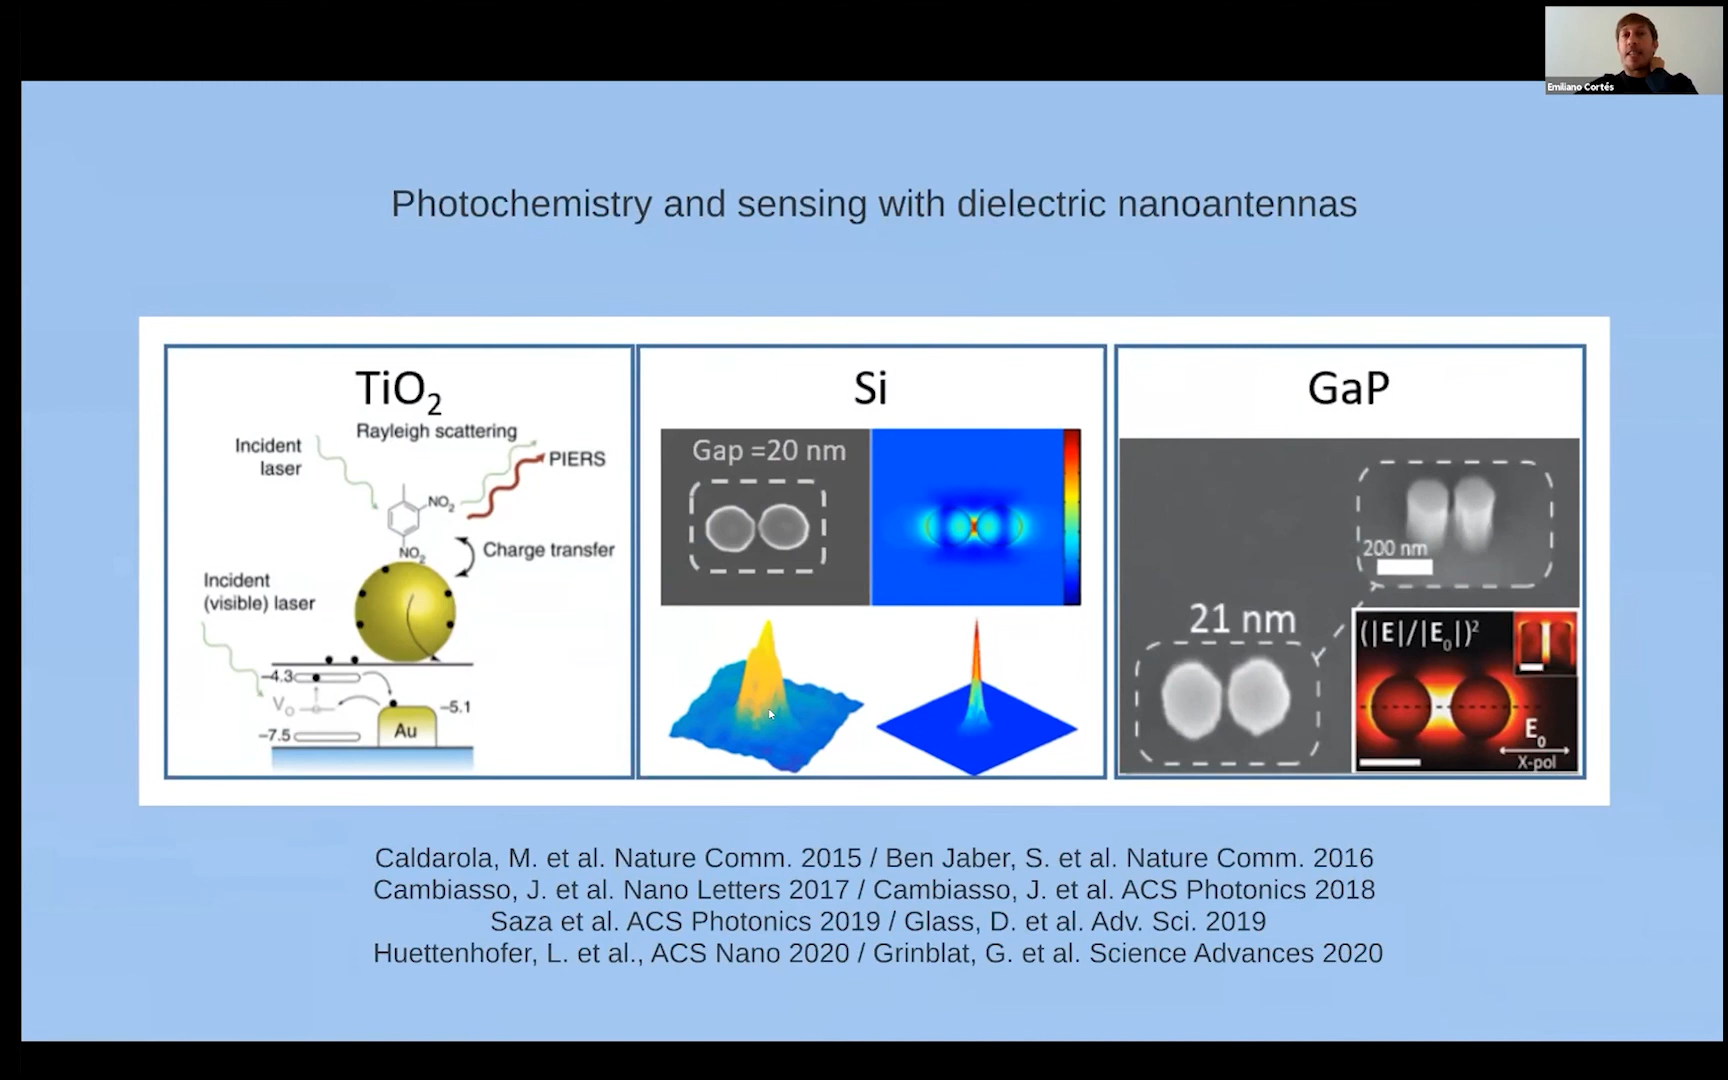 Emiliano Cortés
Photochemistry and sensing with dielectric nanoantennas
TiO2
Rayleigh scattering
Incident
laser
PIERS
NO2
NO2
Charge transfer
Incident
(visible) laser
-4.3
VO
-5.1
-7.5
Au
Si
Gap =20 nm
GaP
200 nm
21 nm
(|E|/|E0|)²
E0
X-pol
Caldarola, M. et al. Nature Comm. 2015 / Ben Jaber, S. et al. Nature Comm. 2016
Cambiasso, J. et al. Nano Letters 2017 / Cambiasso, J. et al. ACS Photonics 2018
Saza et al. ACS Photonics 2019 / Glass, D. et al. Adv. Sci. 2019
Huettenhofer, L. et al., ACS Nano 2020 / Grinblat, G. et al. Science Advances 2020